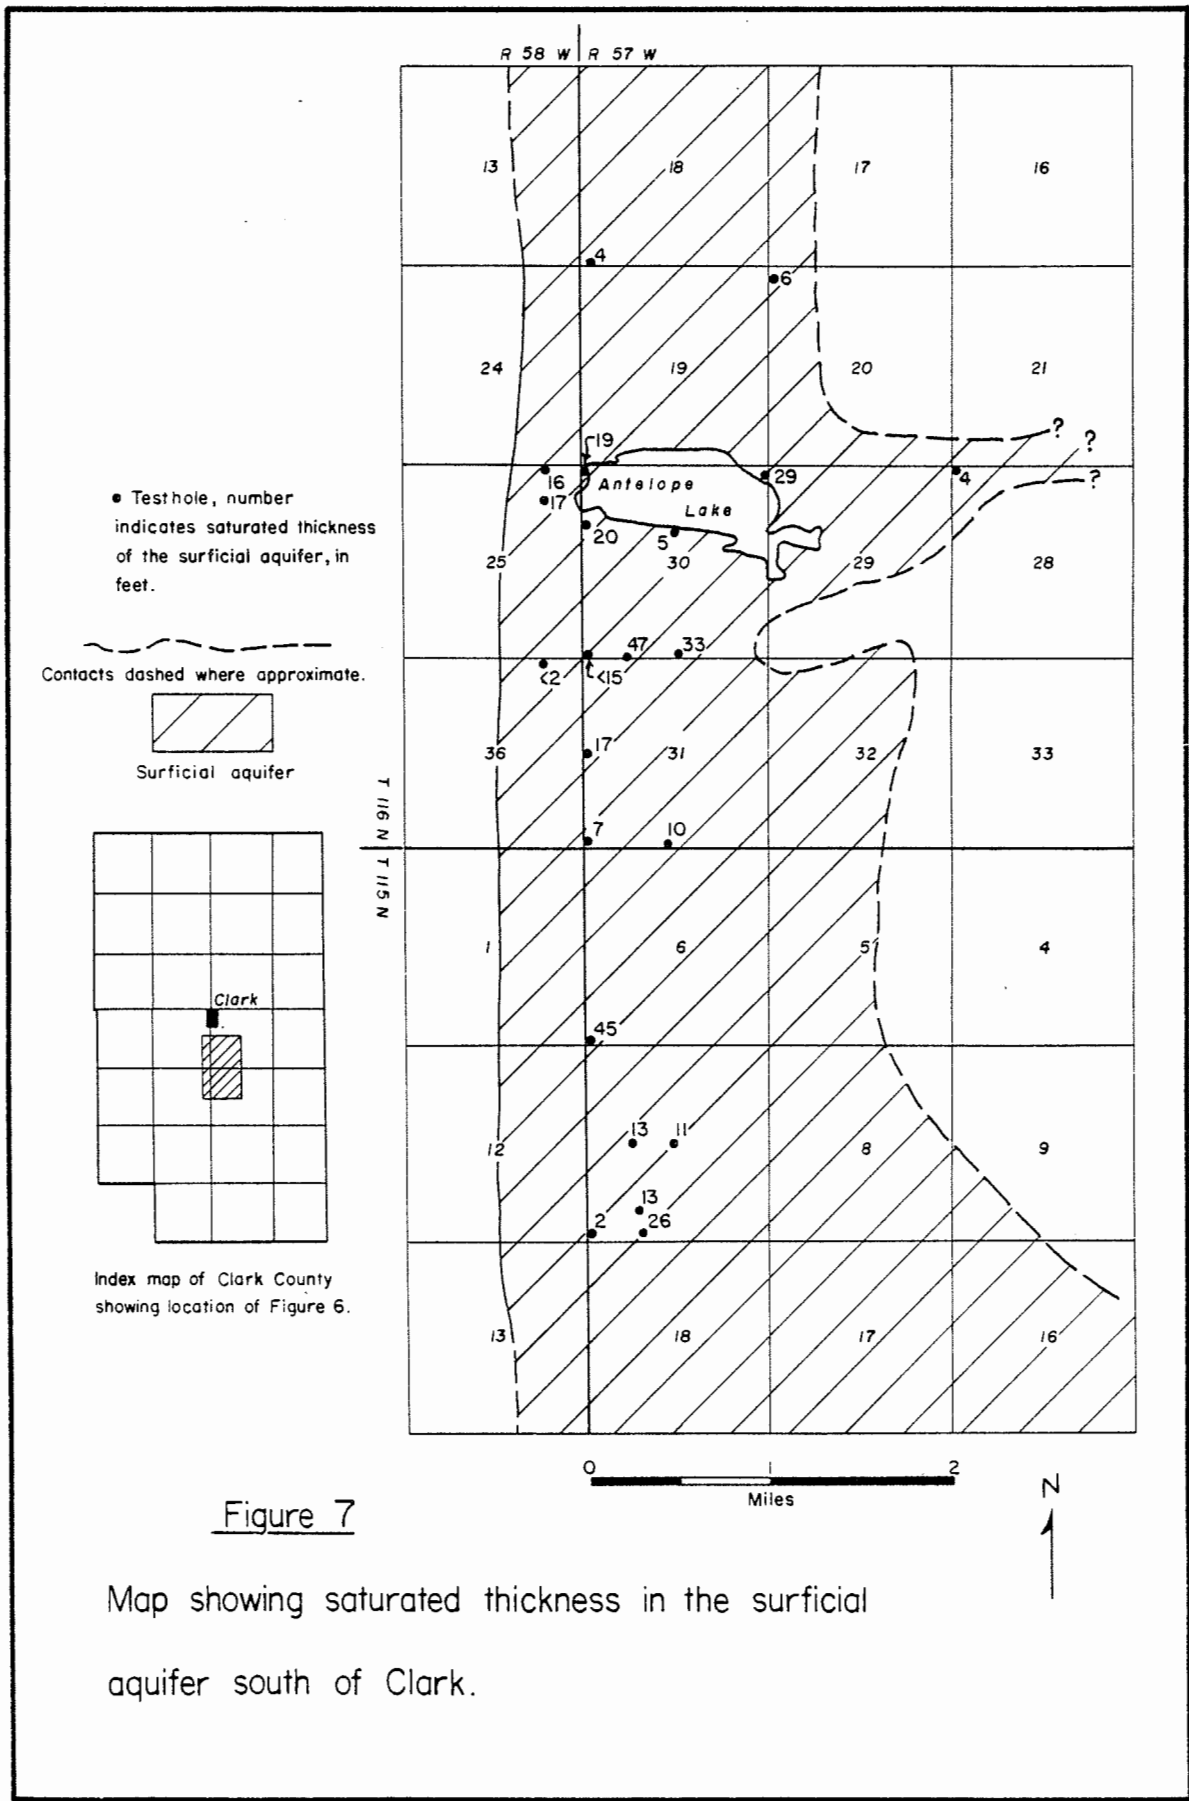 R 58 W R 57 W
13 18 17 16
4
6
24 19 20 21
? ?
19
16 29 4 ?
Antelope
17
Lake
20 5
25 30 29 28
47 33
<2 <15
17
36 31 32 33
7 10
T 116 N
T 115 N
1 6 5 4
45
13 11
12 8 9
13
2 26
13 18 17 16
● Testhole, number
indicates saturated thickness
of the surficial aquifer, in
feet.
Contacts dashed where approximate.
Surficial aquifer
Clark
Index map of Clark County
showing location of Figure 6.
0 1 2
Miles
N
Figure 7
Map showing saturated thickness in the surficial
aquifer south of Clark.